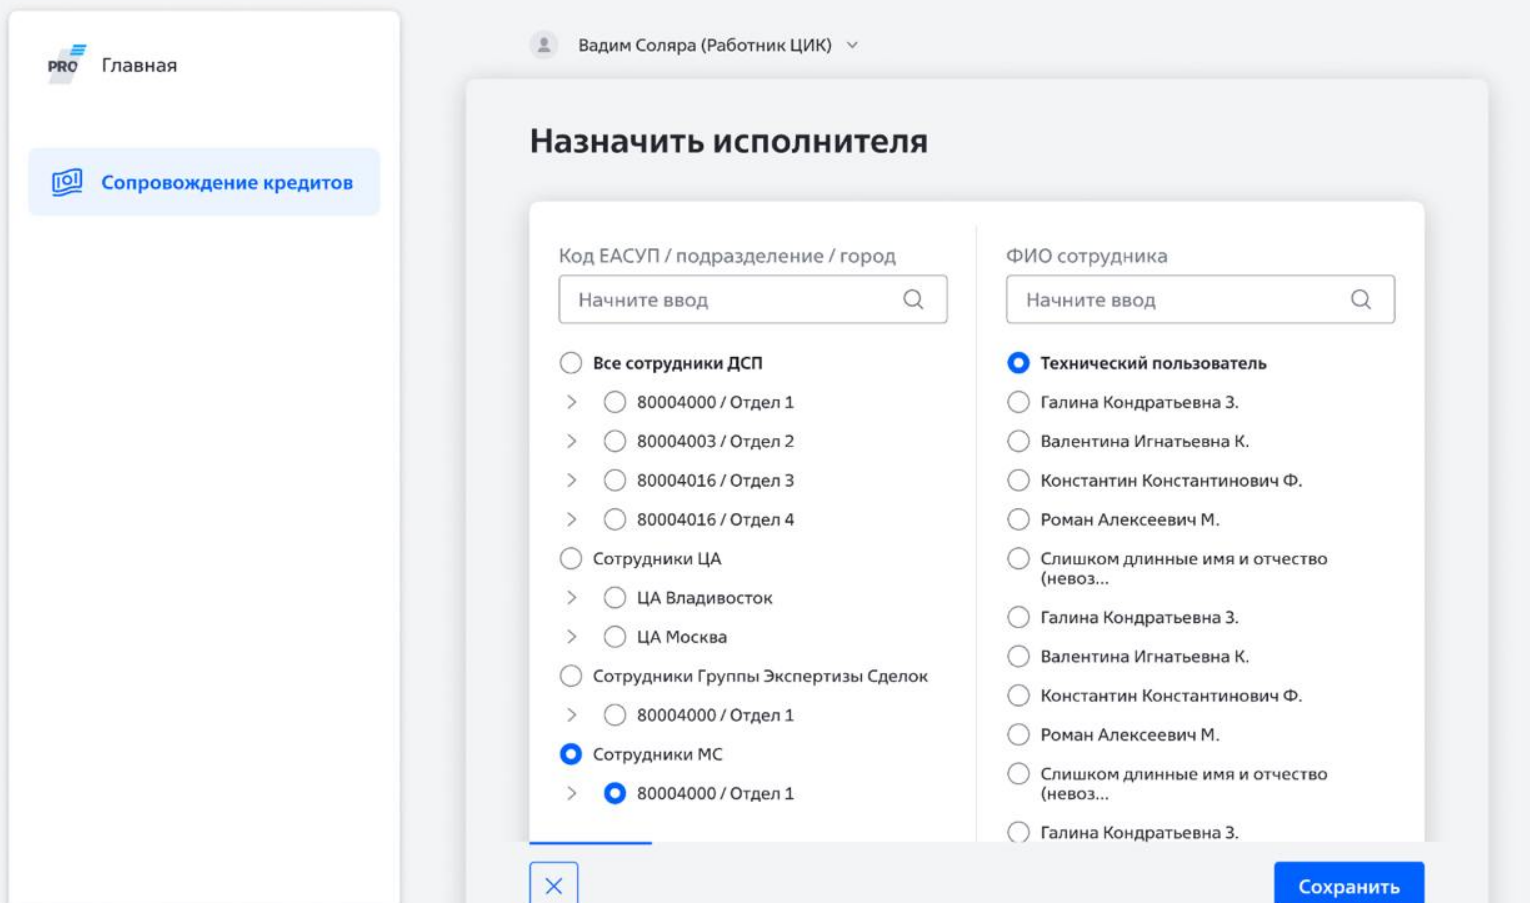 PRO Главная
Сопровождение кредитов
Вадим Соляра (Работник ЦИК)
Назначить исполнителя
Код ЕАСУП / подразделение / город
Начните ввод
Все сотрудники ДСП
80004000 / Отдел 1
80004003 / Отдел 2
80004016 / Отдел 3
80004016 / Отдел 4
Сотрудники ЦА
ЦА Владивосток
ЦА Москва
Сотрудники Группы Экспертизы Сделок
80004000 / Отдел 1
Сотрудники МС
80004000 / Отдел 1
ФИО сотрудника
Начните ввод
Технический пользователь
Галина Кондратьевна З.
Валентина Игнатьевна К.
Константин Константинович Ф.
Роман Алексеевич М.
Слишком длинные имя и отчество
(невоз...
Галина Кондратьевна З.
Валентина Игнатьевна К.
Константин Константинович Ф.
Роман Алексеевич М.
Слишком длинные имя и отчество
(невоз...
Галина Кондратьевна З.
Сохранить